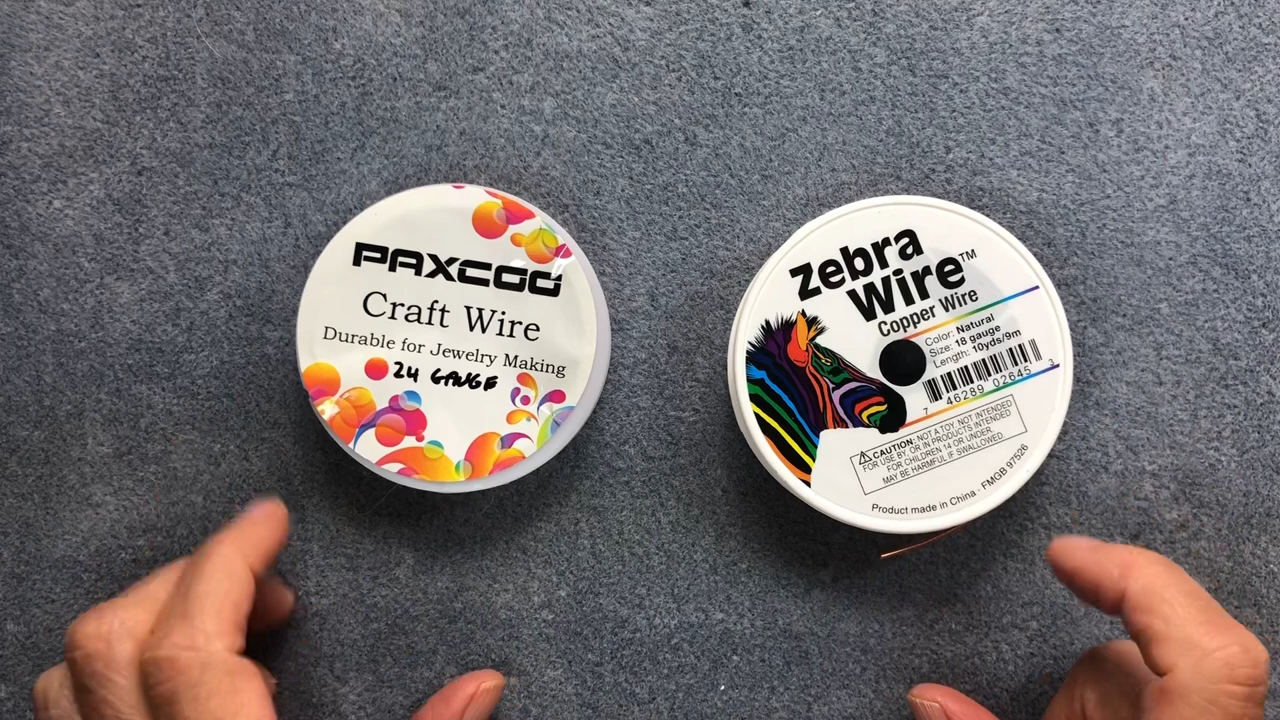 PAXCOO
Craft Wire
Durable for Jewelry Making
24 GAUGE
zebra
Wire™
Copper Wire
Color: Natural
Size: 18 gauge
Length: 10yds/9m
7 46289 02645 3
⚠CAUTION: NOT A TOY. NOT INTENDED
FOR USE BY, OR IN PRODUCTS INTENDED
FOR CHILDREN 14 OR UNDER.
MAY BE HARMFUL IF SWALLOWED.
Product made in China · FMGB 97526